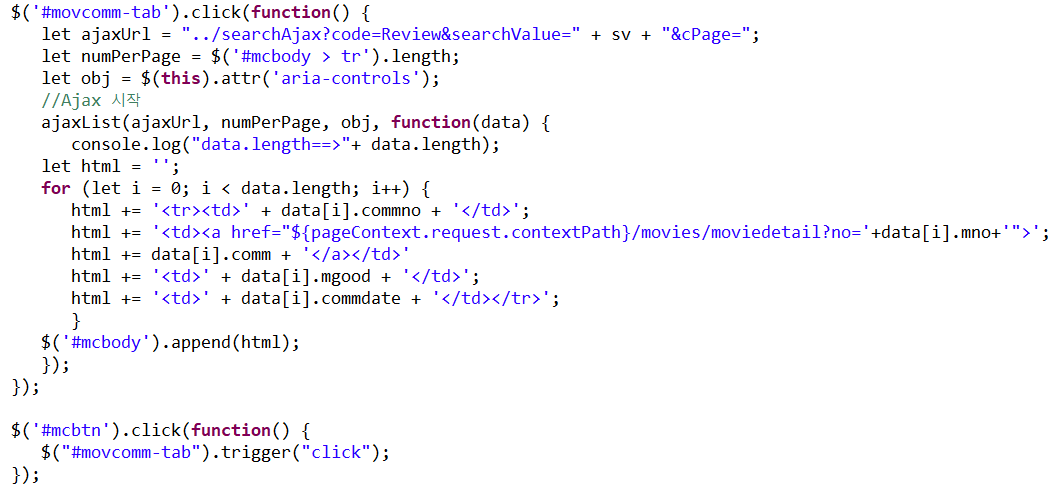 $('#movcomm-tab').click(function() {
let ajaxUrl = "../searchAjax?code=Review&searchValue=" + sv + "&cPage=";
let numPerPage = $('#mcbody > tr').length;
let obj = $(this).attr('aria-controls');
//Ajax 시작
ajaxList(ajaxUrl, numPerPage, obj, function(data) {
console.log("data.length==>"+ data.length);
let html = '';
for (let i = 0; i < data.length; i++) {
html += '<tr><td>' + data[i].commno + '</td>';
html += '<td><a href="${pageContext.request.contextPath}/movies/moviedetail?no='+data[i].mno+'">';
html += data[i].comm + '</a></td>'
html += '<td>' + data[i].mgood + '</td>';
html += '<td>' + data[i].commdate + '</td></tr>';
}
$('#mcbody').append(html);
});
});
$('#mcbtn').click(function() {
$("#movcomm-tab").trigger("click");
});